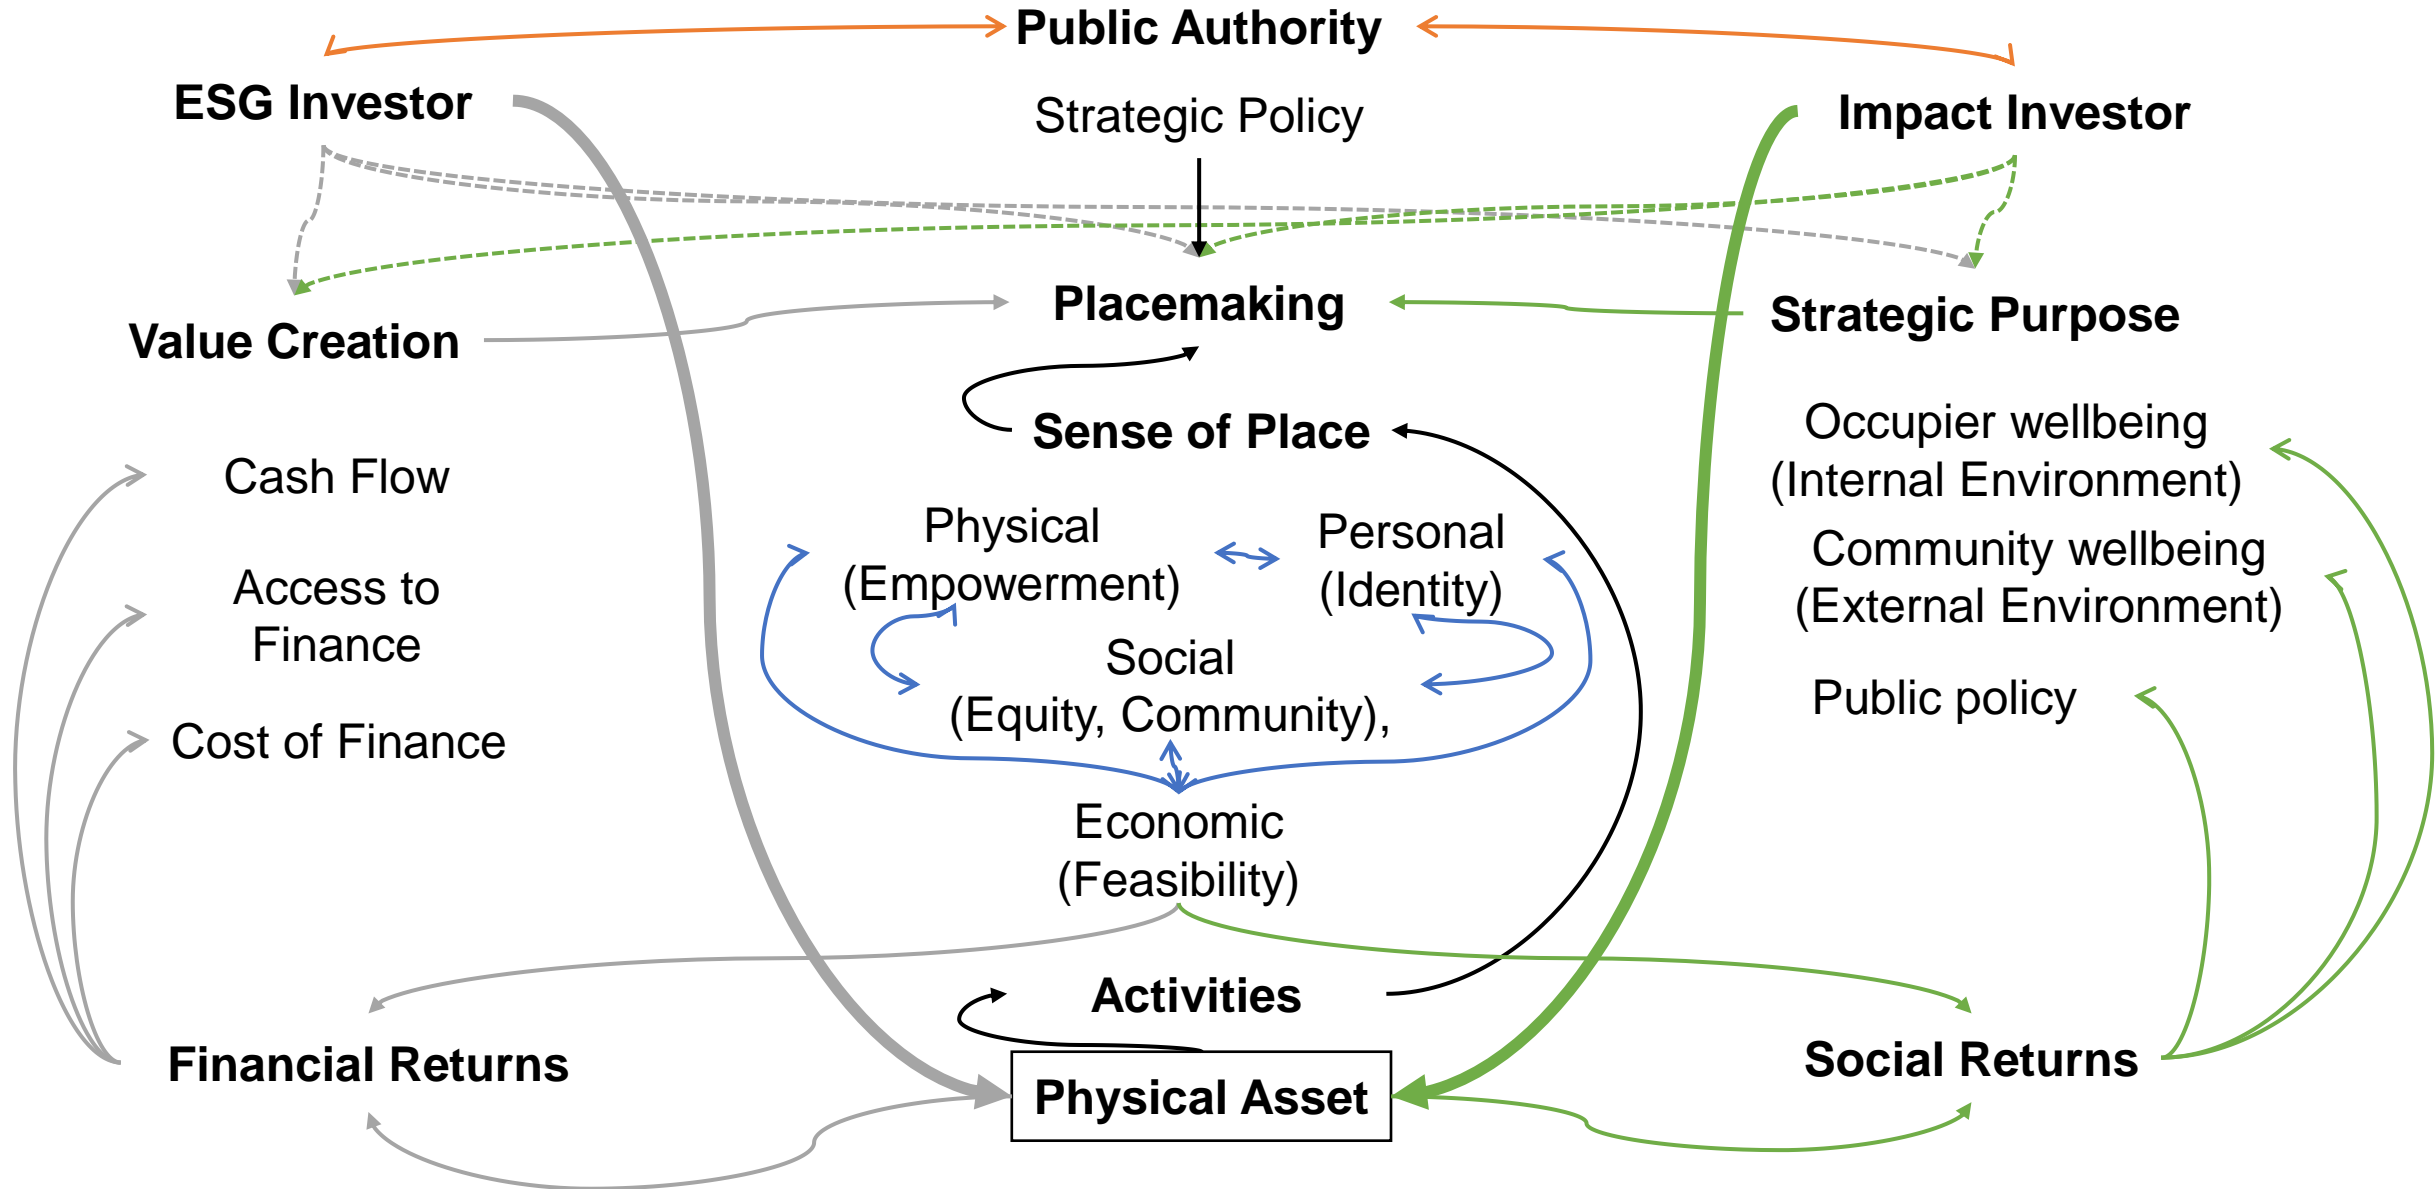 Public Authority
ESG Investor
Strategic Policy
Impact Investor
Placemaking
Value Creation
Strategic Purpose
Sense of Place
Cash Flow
Occupier wellbeing
(Internal Environment)
Physical
(Empowerment)
Personal
(Identity)
Community wellbeing
(External Environment)
Access to
Finance
Social
(Equity, Community),
Public policy
Cost of Finance
Economic
(Feasibility)
Activities
Financial Returns
Social Returns
Physical Asset